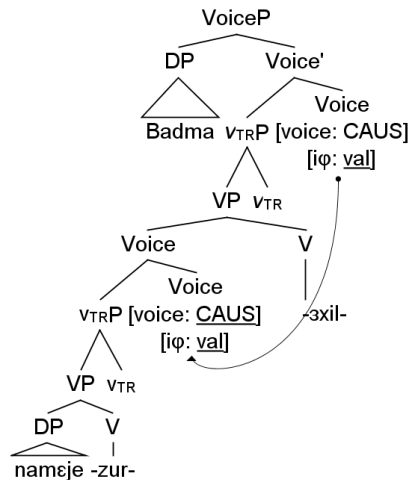 VoiceP
DP Voice'
Voice
Badma vTRP [voice: CAUS]
[iφ: val]
VP vTR
Voice V
Voice
vTRP [voice: CAUS] -ɜxil-
[iφ: val]
VP vTR
DP V
namɛje -zur-